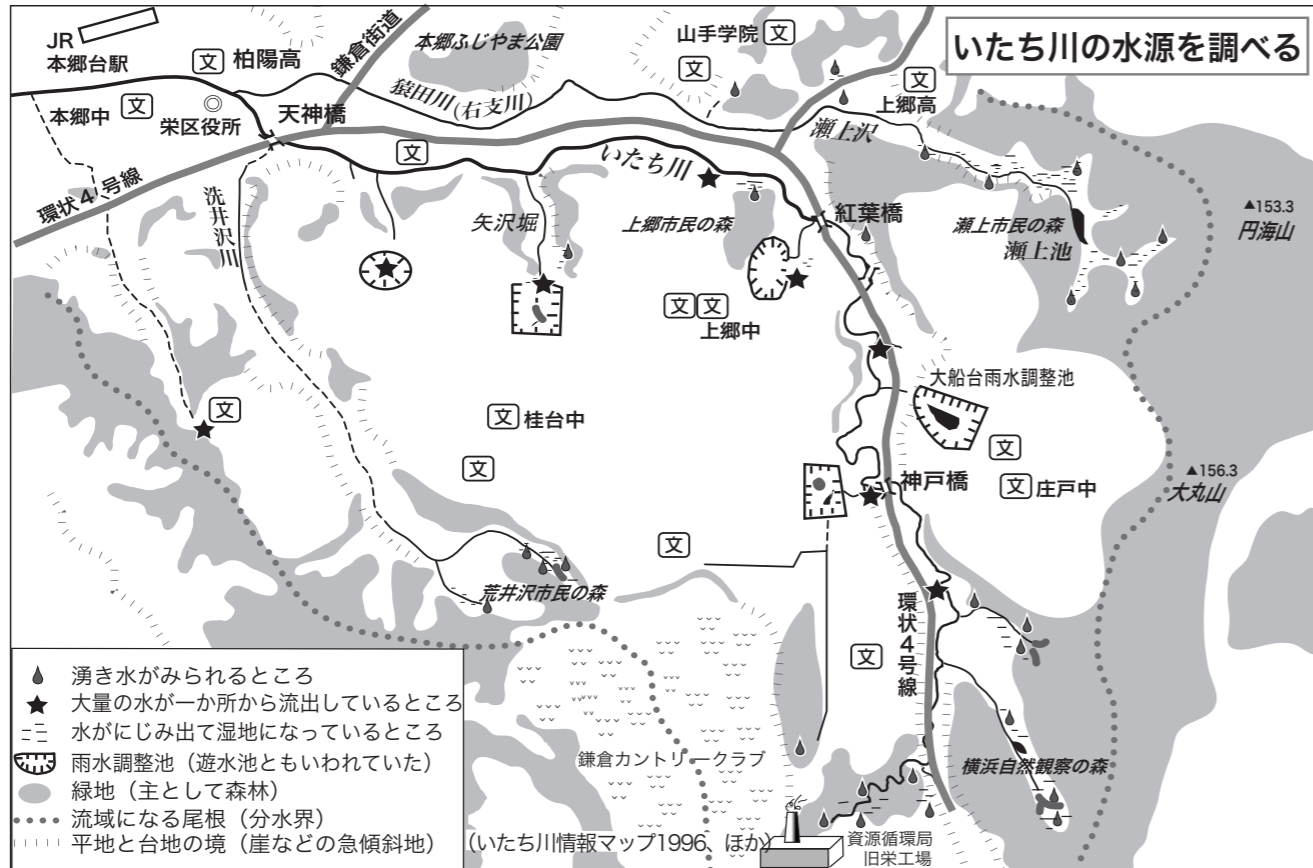 いたち川の水源を調べる
JR
本郷台駅
文
柏陽高
鎌倉街道
本郷ふじやま公園
山手学院
文
文
文
上郷高
本郷中
文
栄区役所
天神橋
猿田川(右支川)
瀬上沢
文
いたち川
環状4号線
洗井沢川
矢沢堀
上郷市民の森
紅葉橋
瀬上市民の森
瀬上池
▲153.3
円海山
文
文
上郷中
大船台雨水調整池
文
文
桂台中
文
文
神戸橋
文
庄戸中
▲156.3
大丸山
文
荒井沢市民の森
環状4号線
文
鎌倉カントリークラブ
横浜自然観察の森
資源循環局
旧栄工場
湧き水がみられるところ
大量の水が一か所から流出しているところ
水がにじみ出て湿地になっているところ
雨水調整池（遊水池ともいわれていた）
緑地（主として森林）
流域になる尾根（分水界）
平地と台地の境（崖などの急傾斜地）
（いたち川情報マップ1996、ほか）